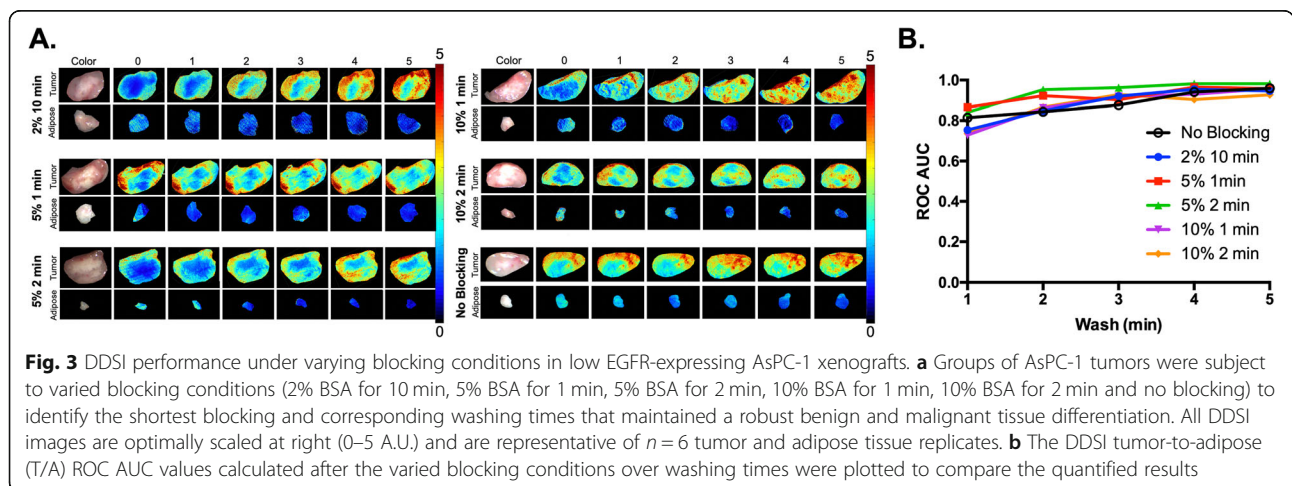 A.
Color 0 1 2 3 4 5
2% 10 min
Tumor
Adipose
5% 1 min
Tumor
Adipose
5% 2 min
Tumor
Adipose
Color 0 1 2 3 4 5
10% 1 min
Tumor
Adipose
10% 2 min
Tumor
Adipose
No Blocking
Tumor
Adipose
5
0
5
0
B.
ROC AUC
1.0
0.8
0.6
0.4
0.2
0.0
1 2 3 4 5
Wash (min)
No Blocking
2% 10 min
5% 1min
5% 2 min
10% 1 min
10% 2 min
Fig. 3 DDSI performance under varying blocking conditions in low EGFR-expressing AsPC-1 xenografts. a Groups of AsPC-1 tumors were subject
to varied blocking conditions (2% BSA for 10 min, 5% BSA for 1 min, 5% BSA for 2 min, 10% BSA for 1 min, 10% BSA for 2 min and no blocking) to
identify the shortest blocking and corresponding washing times that maintained a robust benign and malignant tissue differentiation. All DDSI
images are optimally scaled at right (0–5 A.U.) and are representative of n = 6 tumor and adipose tissue replicates. b The DDSI tumor-to-adipose
(T/A) ROC AUC values calculated after the varied blocking conditions over washing times were plotted to compare the quantified results